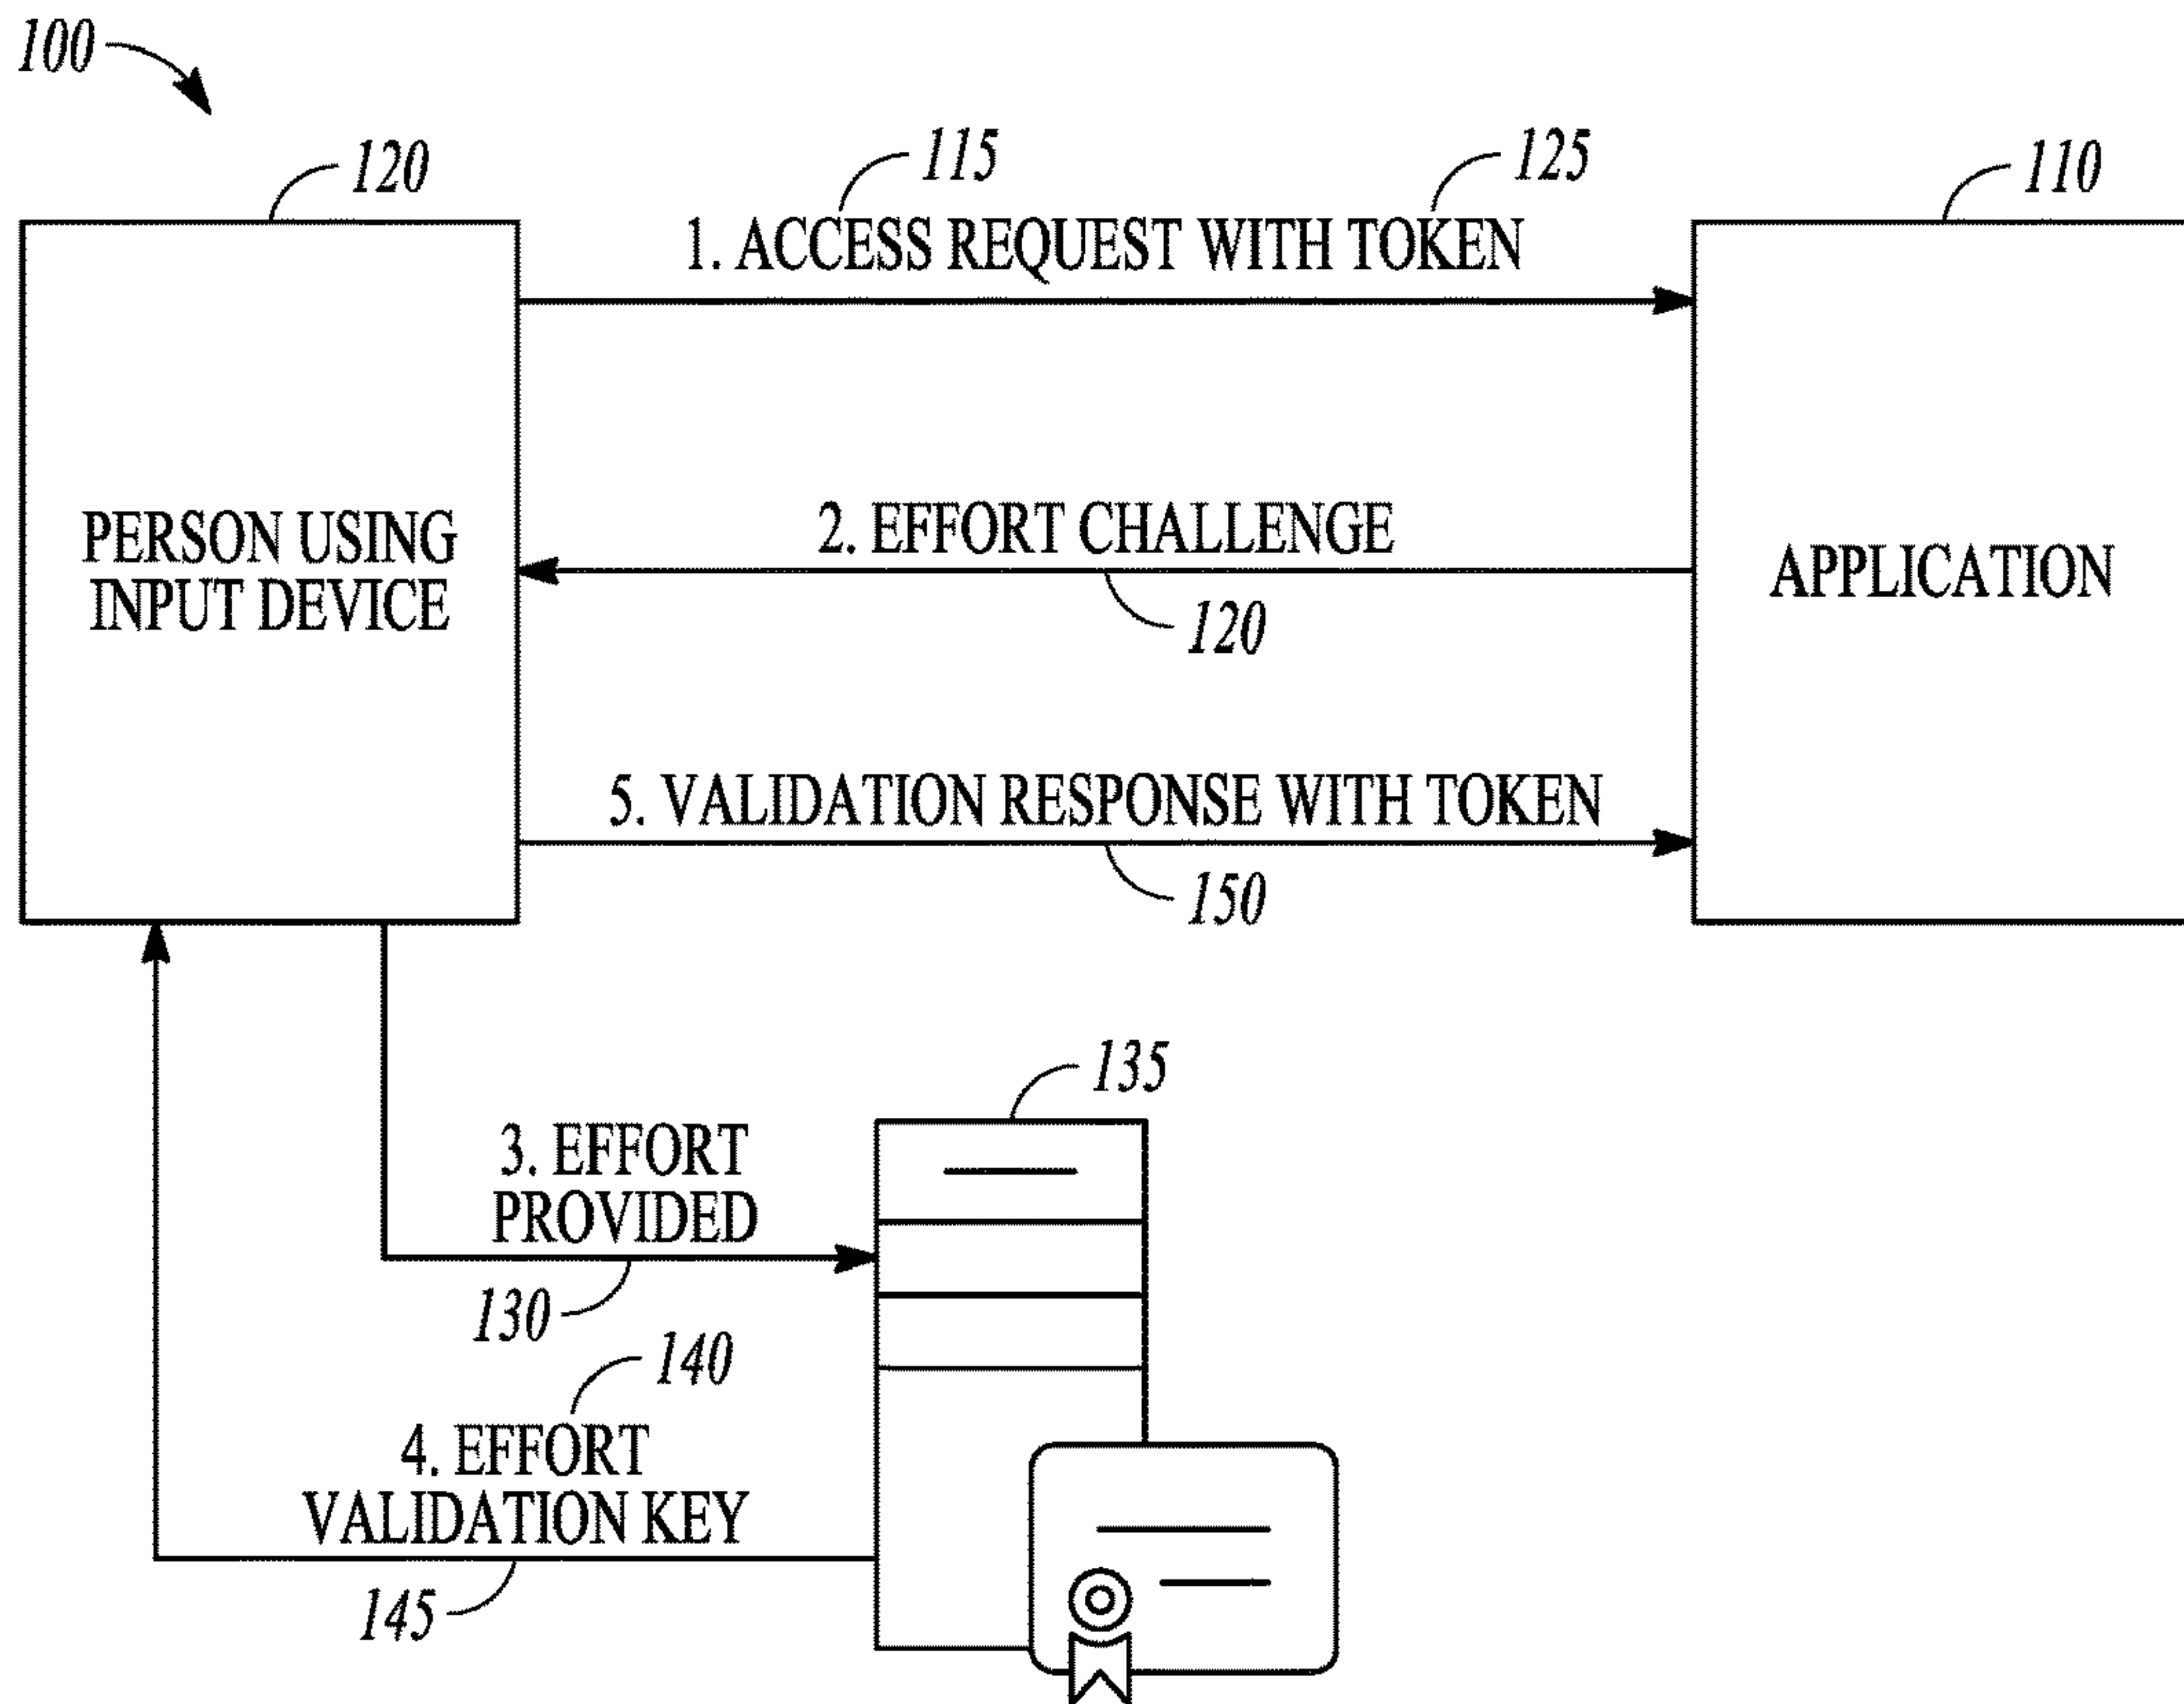 100
120
115
125
110
1. ACCESS REQUEST WITH TOKEN
2. EFFORT CHALLENGE
120
PERSON USING
INPUT DEVICE
APPLICATION
5. VALIDATION RESPONSE WITH TOKEN
150
135
3. EFFORT
PROVIDED
130
140
4. EFFORT
VALIDATION KEY
145